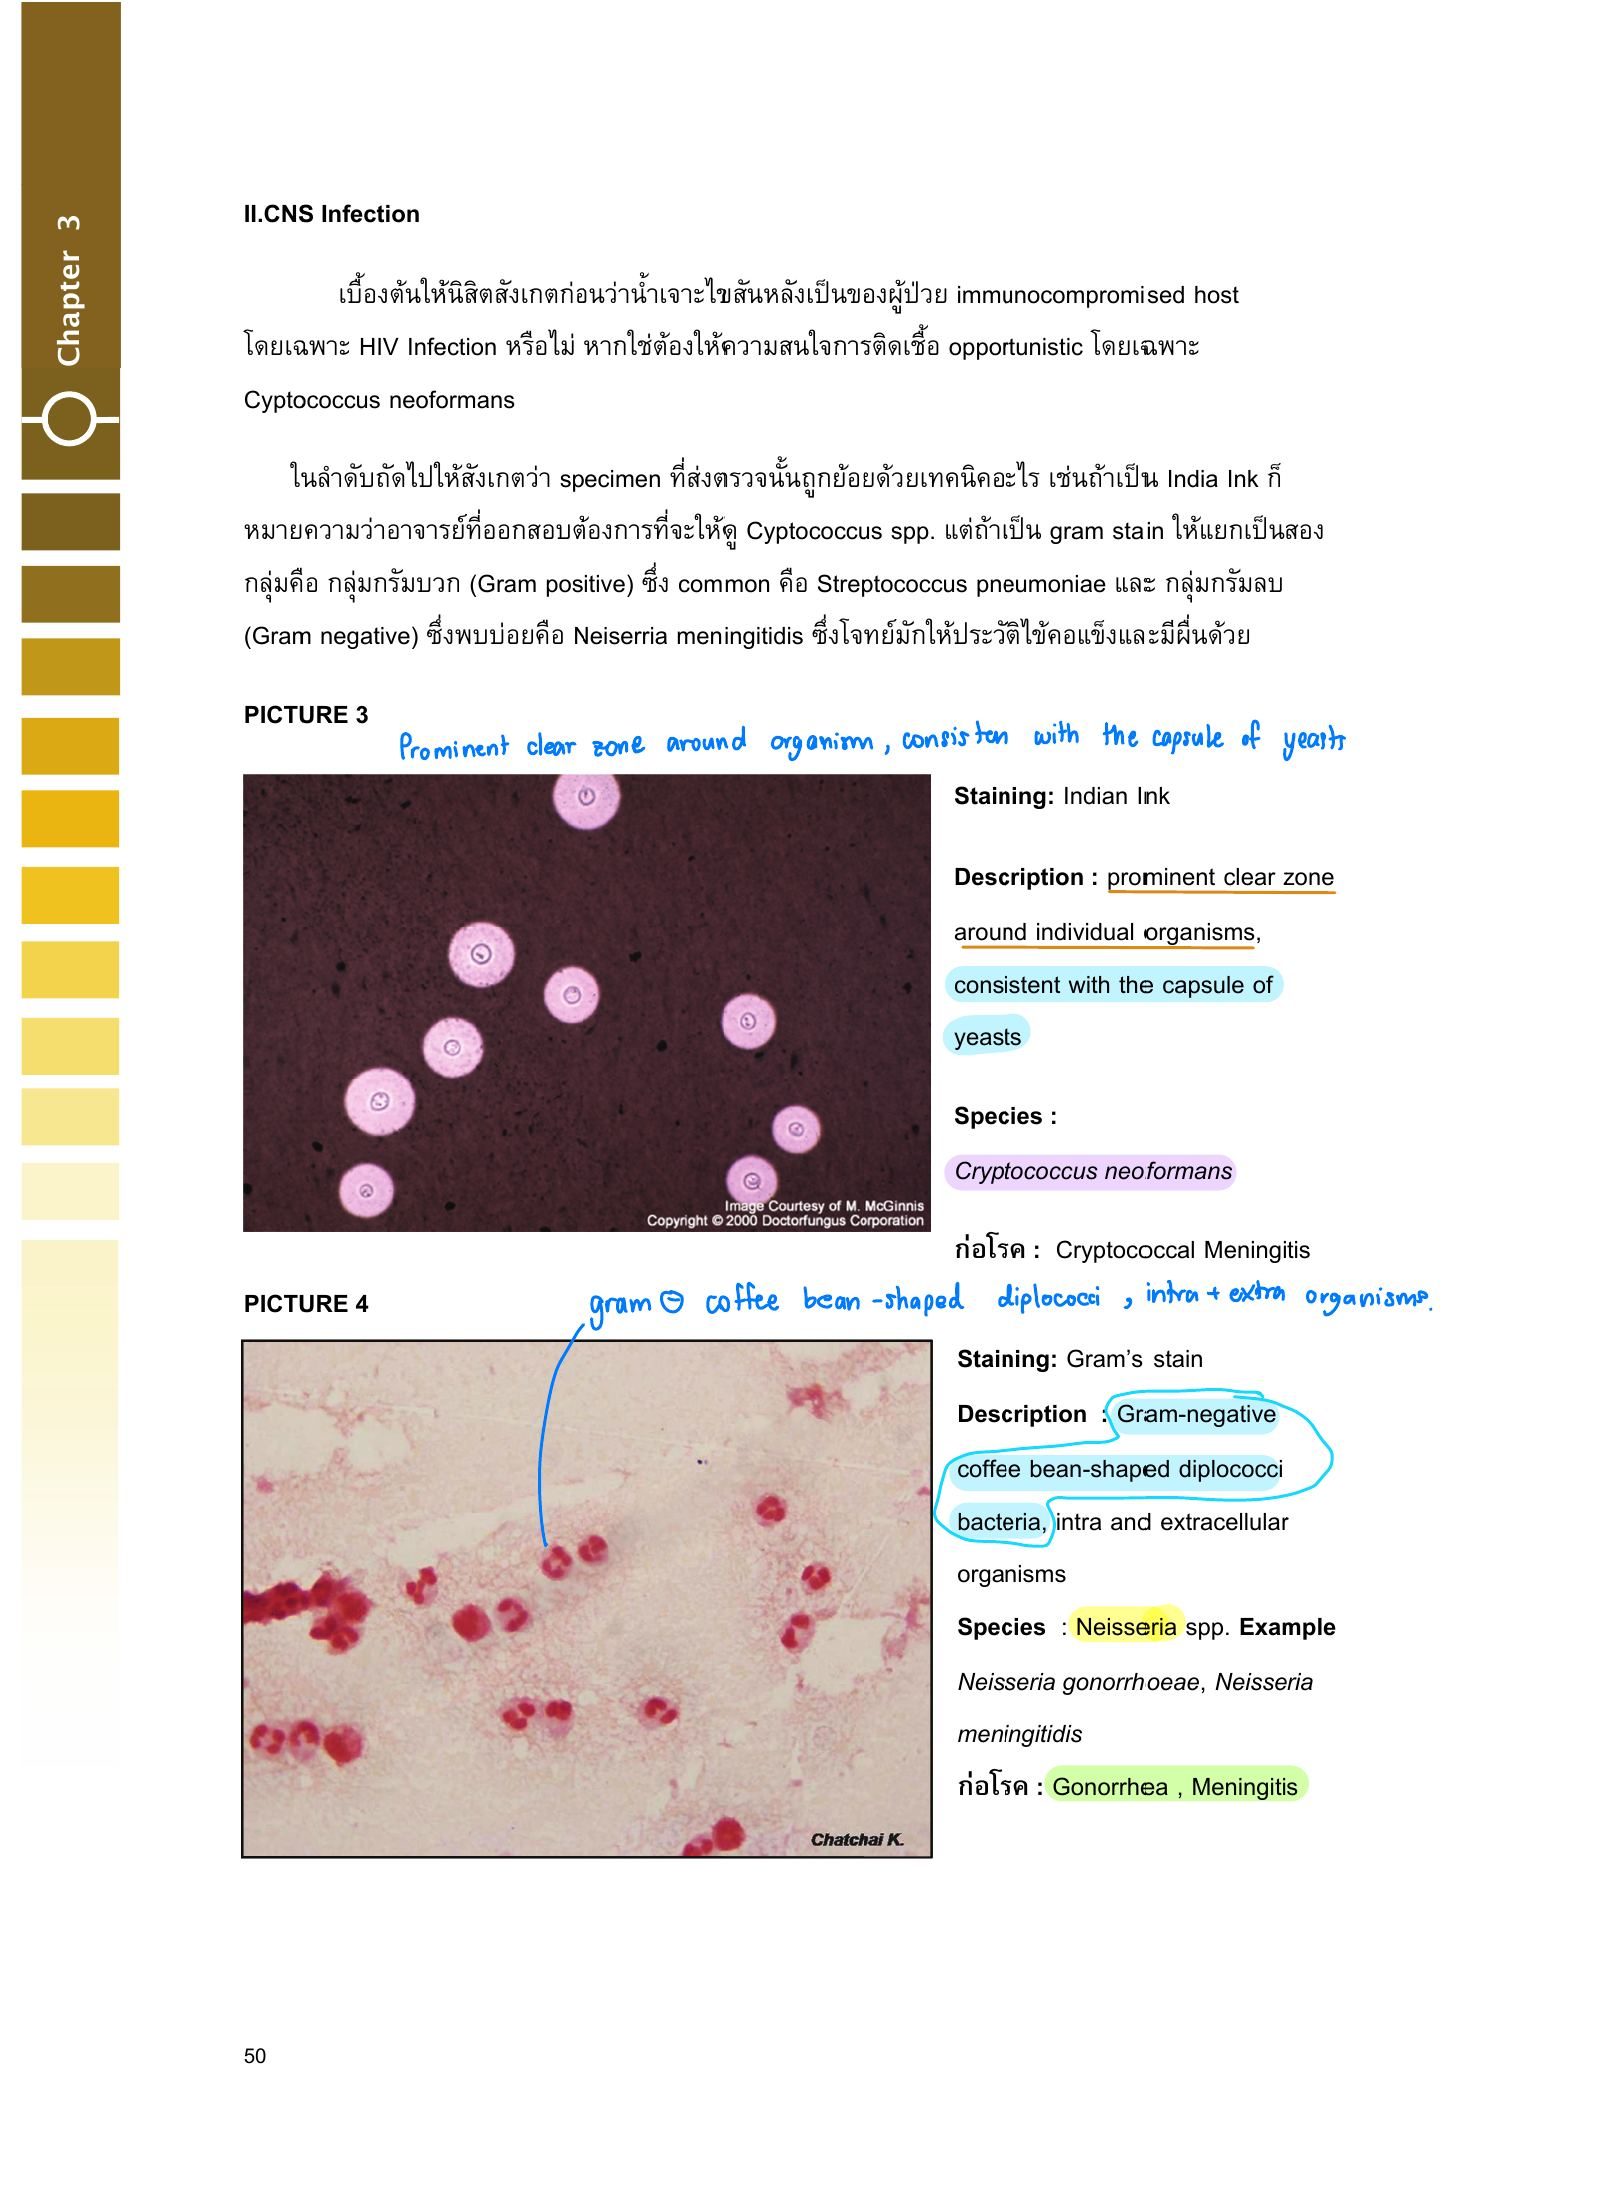 Chapter 3
II.CNS Infection
เบื้องต้นให้นิสิตสังเกตก่อนว่าน้ำเจาะไขสันหลังเป็นของผู้ป่วย immunocompromised host
โดยเฉพาะ HIV Infection หรือไม่ หากใช่ต้องให้ความสนใจการติดเชื้อ opportunistic โดยเฉพาะ
Cyptococcus neoformans
ในลำดับถัดไปให้สังเกตว่า specimen ที่ส่งตรวจนั้นถูกย้อยด้วยเทคนิคอะไร เช่นถ้าเป็น India Ink ก็
หมายความว่าอาจารย์ที่ออกสอบต้องการที่จะให้ดู Cyptococcus spp. แต่ถ้าเป็น gram stain ให้แยกเป็นสอง
กลุ่มคือ กลุ่มกรัมบวก (Gram positive) ซึ่ง common คือ Streptococcus pneumoniae และ กลุ่มกรัมลบ
(Gram negative) ซึ่งพบบ่อยคือ Neiserria meningitidis ซึ่งโจทย์มักให้ประวัติไข้คอแข็งและมีผื่นด้วย
PICTURE 3
Prominent clear zone around organism, consisten with the capsule of yeasts
Staining: Indian Ink
Description : prominent clear zone
around individual organisms,
consistent with the capsule of
yeasts
Species :
Cryptococcus neoformans
ก่อโรค : Cryptococcal Meningitis
Image Courtesy of M. McGinnis
Copyright © 2000 Doctorfungus Corporation
PICTURE 4
gram ⊖ coffee bean-shaped diplococci , intra + extra organisms.
Staining: Gram's stain
Description : Gram-negative
coffee bean-shaped diplococci
bacteria, intra and extracellular
organisms
Species : Neisseria spp. Example
Neisseria gonorrhoeae, Neisseria
meningitidis
ก่อโรค : Gonorrhea , Meningitis
Chatchai K.
50